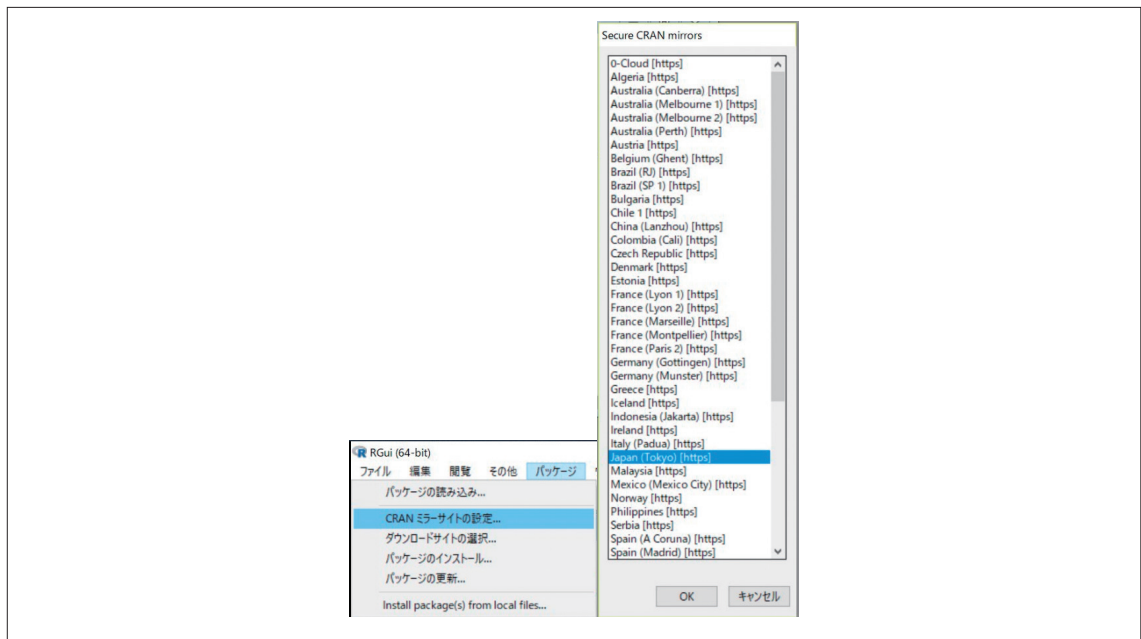 RGui (64-bit)
ファイル 編集 閲覧 その他 パッケージ
パッケージの読み込み...
CRAN ミラーサイトの設定...
ダウンロードサイトの選択...
パッケージのインストール...
パッケージの更新...
Install package(s) from local files...
Secure CRAN mirrors
0-Cloud [https]
Algeria [https]
Australia (Canberra) [https]
Australia (Melbourne 1) [https]
Australia (Melbourne 2) [https]
Australia (Perth) [https]
Austria [https]
Belgium (Ghent) [https]
Brazil (RJ) [https]
Brazil (SP 1) [https]
Bulgaria [https]
Chile 1 [https]
China (Lanzhou) [https]
Colombia (Cali) [https]
Czech Republic [https]
Denmark [https]
Estonia [https]
France (Lyon 1) [https]
France (Lyon 2) [https]
France (Marseille) [https]
France (Montpellier) [https]
France (Paris 2) [https]
Germany (Gottingen) [https]
Germany (Munster) [https]
Greece [https]
Iceland [https]
Indonesia (Jakarta) [https]
Ireland [https]
Italy (Padua) [https]
Japan (Tokyo) [https]
Malaysia [https]
Mexico (Mexico City) [https]
Norway [https]
Philippines [https]
Serbia [https]
Spain (A Coruna) [https]
Spain (Madrid) [https]
OK キャンセル